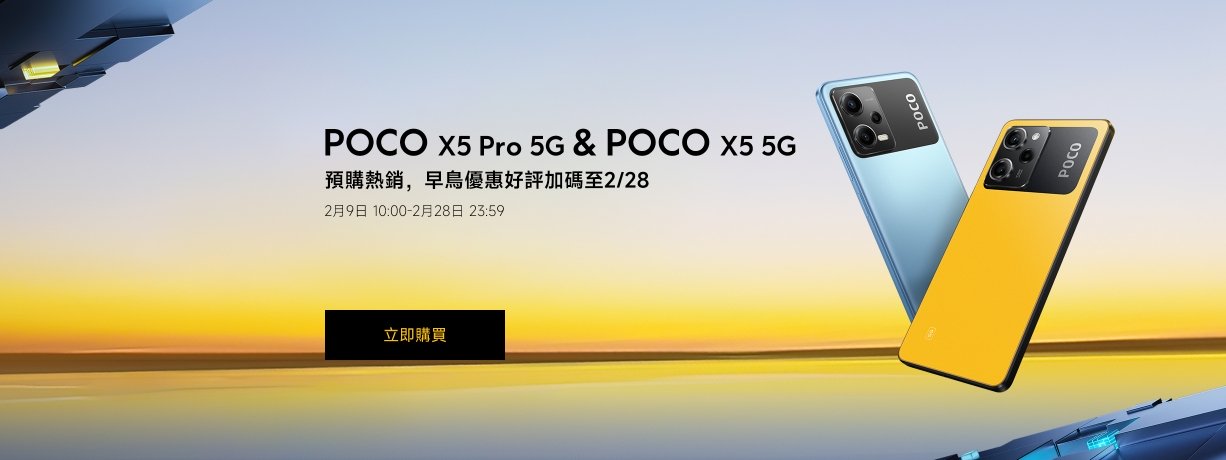 POCO X5 Pro 5G & POCO X5 5G
預購熱銷，早鳥優惠好評加碼至2/28
2月9日 10:00-2月28日 23:59
立即購買
POCO
POCO